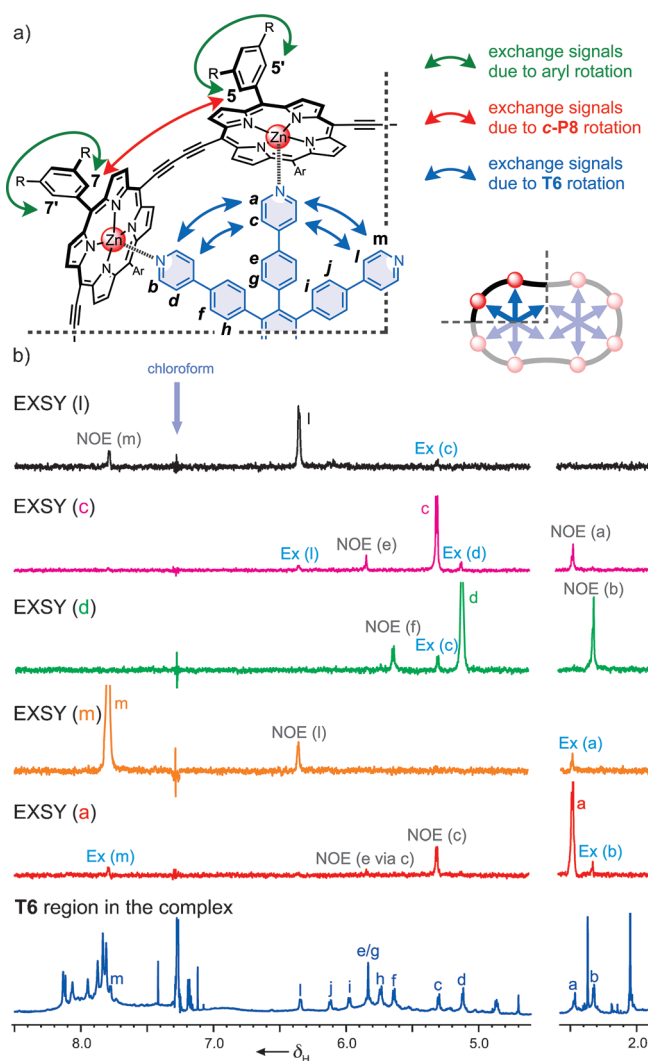 a)
R
5'
5
R
exchange signals
due to aryl rotation
exchange signals
due to c-P8 rotation
exchange signals
due to T6 rotation
N
N
Zn
N
N
Ar
R
7
R
7'
N
N
Zn
N
N
Ar
N
a
c
N
b
d
e
g
f
h
i
j
l
m
N
b)
chloroform
EXSY (l)
NOE (m)
l
Ex (c)
EXSY (c)
Ex (l)
NOE (e)
c
Ex (d)
NOE (a)
EXSY (d)
NOE (f)
Ex (c)
d
NOE (b)
EXSY (m)
m
NOE (l)
Ex (a)
EXSY (a)
Ex (m)
NOE (e via c)
NOE (c)
a
Ex (b)
T6 region in the complex
m
l
j
i
e/g
h
f
c
d
a
b
8.0
7.0
6.0
5.0
2.0
← δH